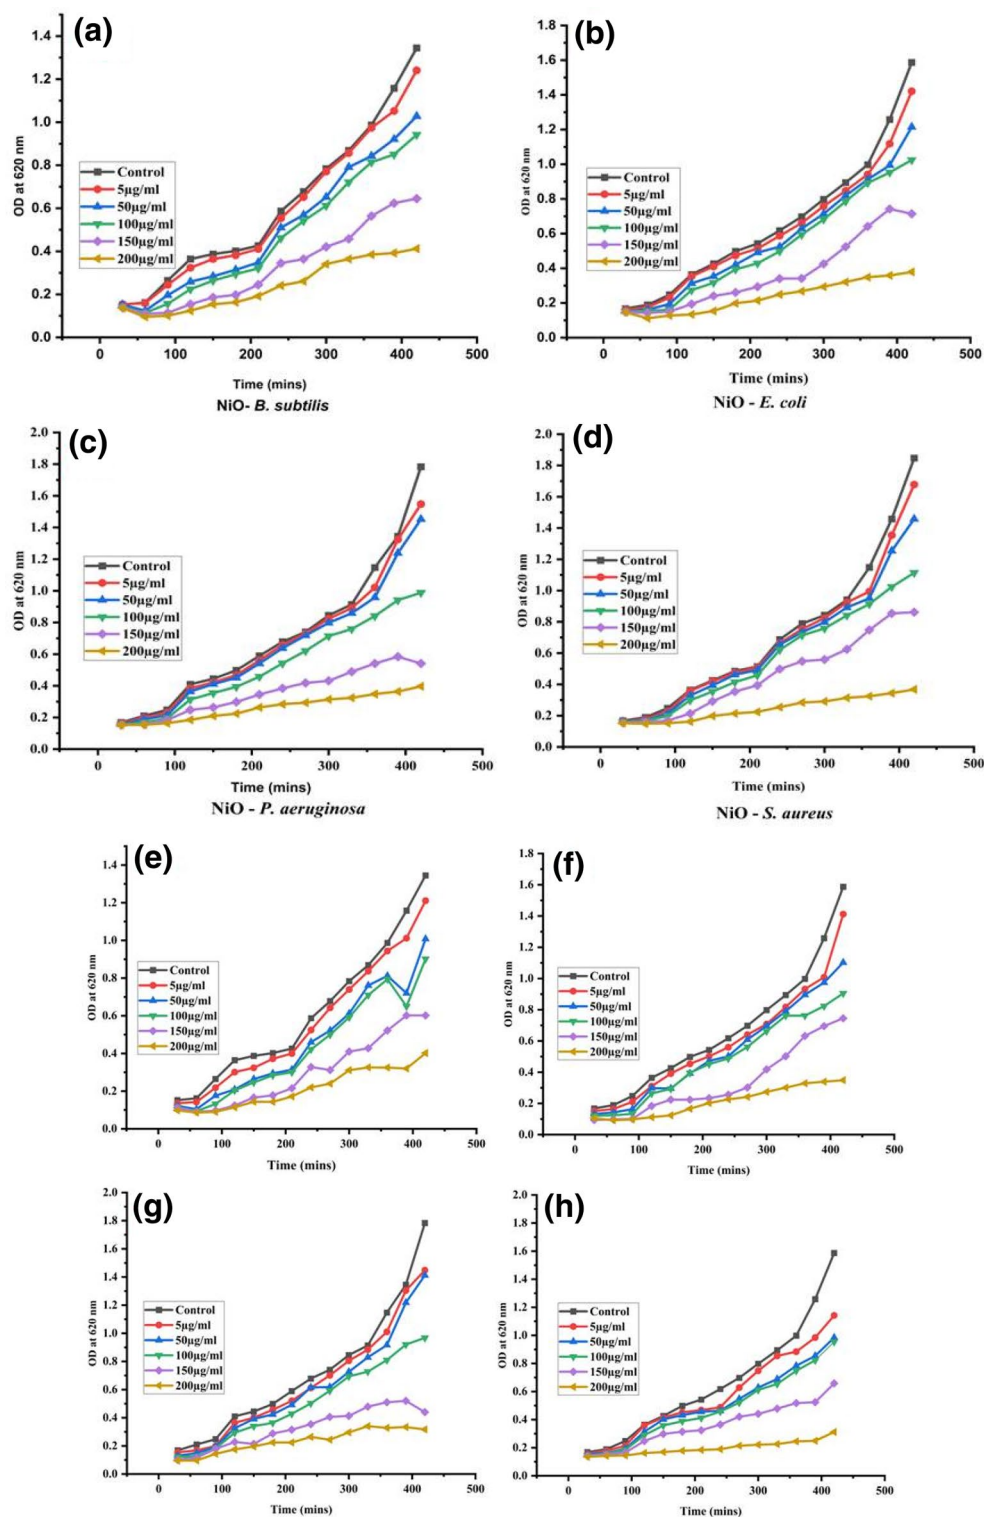 (a)
OD at 620 nm
1.4
1.2
1.0
0.8
0.6
0.4
0.2
0.0
Control
5µg/ml
50µg/ml
100µg/ml
150µg/ml
200µg/ml
0 100 200 300 400 500
Time (mins)
NiO- B. subtilis
(b)
OD at 620 nm
1.8
1.6
1.4
1.2
1.0
0.8
0.6
0.4
0.2
0.0
Control
5µg/ml
50µg/ml
100µg/ml
150µg/ml
200µg/ml
0 100 200 300 400 500
Time (mins)
NiO - E. coli
(c)
OD at 620 nm
2.0
1.8
1.6
1.4
1.2
1.0
0.8
0.6
0.4
0.2
0.0
Control
5µg/ml
50µg/ml
100µg/ml
150µg/ml
200µg/ml
0 100 200 300 400 500
Time (mins)
NiO - P. aeruginosa
(d)
OD at 620 nm
2.0
1.8
1.6
1.4
1.2
1.0
0.8
0.6
0.4
0.2
0.0
Control
5µg/ml
50µg/ml
100µg/ml
150µg/ml
200µg/ml
0 100 200 300 400 500
Time (mins)
NiO - S. aureus
(e)
OD at 620 nm
1.4
1.2
1.0
0.8
0.6
0.4
0.2
0.0
Control
5µg/ml
50µg/ml
100µg/ml
150µg/ml
200µg/ml
0 100 200 300 400 500
Time (mins)
(f)
OD at 620 nm
1.8
1.6
1.4
1.2
1.0
0.8
0.6
0.4
0.2
0.0
Control
5µg/ml
50µg/ml
100µg/ml
150µg/ml
200µg/ml
0 100 200 300 400 500
Time (mins)
(g)
OD at 620 nm
2.0
1.8
1.6
1.4
1.2
1.0
0.8
0.6
0.4
0.2
0.0
Control
5µg/ml
50µg/ml
100µg/ml
150µg/ml
200µg/ml
0 100 200 300 400 500
Time (mins)
(h)
OD at 620 nm
2.0
1.8
1.6
1.4
1.2
1.0
0.8
0.6
0.4
0.2
0.0
Control
5µg/ml
50µg/ml
100µg/ml
150µg/ml
200µg/ml
0 100 200 300 400 500
Time (mins)